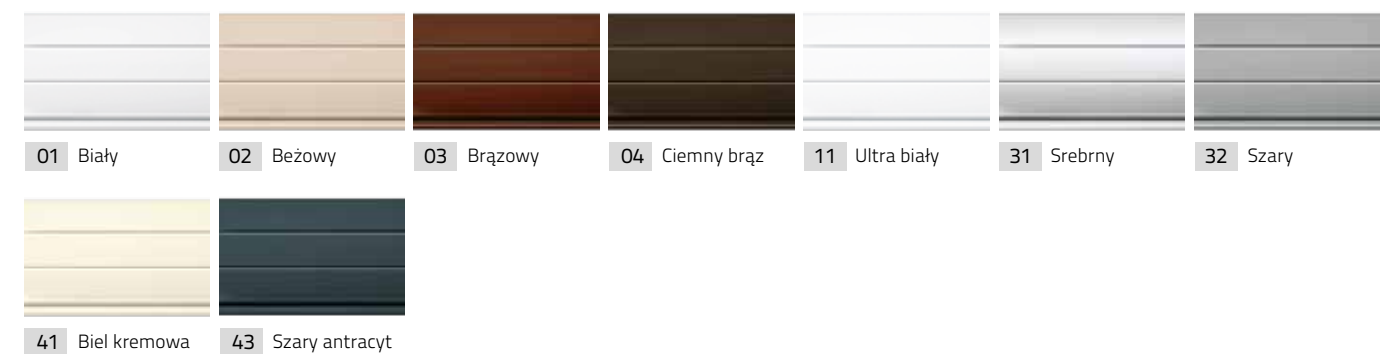 01 Biały 02 Beżowy 03 Brązowy 04 Ciemny brąz 11 Ultra biały 31 Srebrny 32 Szary
41 Biel kremowa 43 Szary antracyt